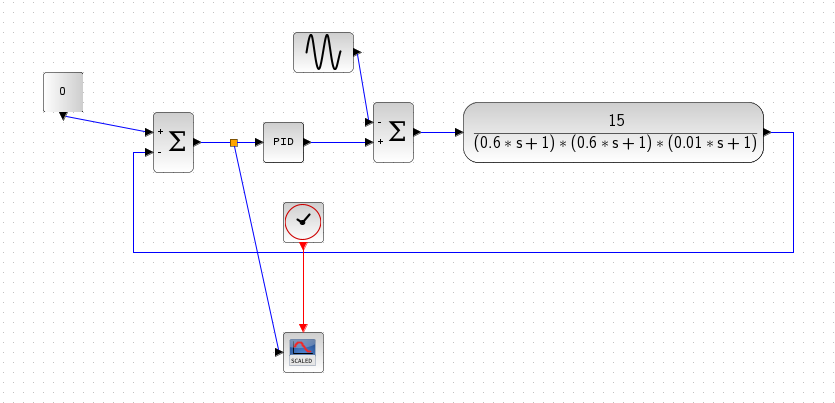 0
+
-
Σ
PID
-
+
Σ
15
(0.6∗s+1)∗(0.6∗s+1)∗(0.01∗s+1)
SCALED